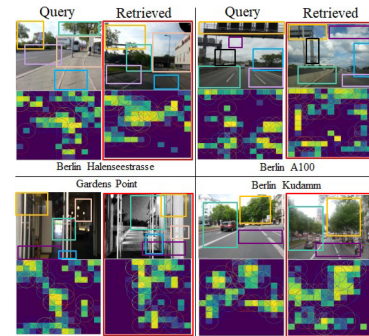 Query Retrieved Query Retrieved
Berlin Halenseestrasse Berlin A100
Gardens Point Berlin Kudamm